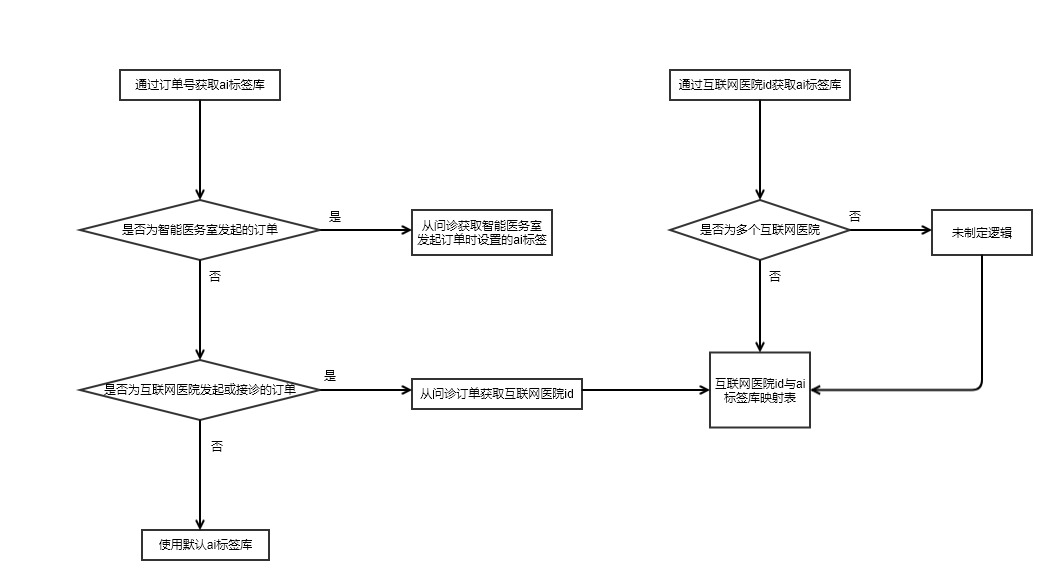 通过订单号获取ai标签库
通过互联网医院id获取ai标签库
是否为智能医务室发起的订单
是
从问诊获取智能医务室
发起订单时设置的ai标签
是否为多个互联网医院
否
未制定逻辑
否
否
是否为互联网医院发起或接诊的订单
是
从问诊订单获取互联网医院id
互联网医院id与ai
标签库映射表
否
使用默认ai标签库